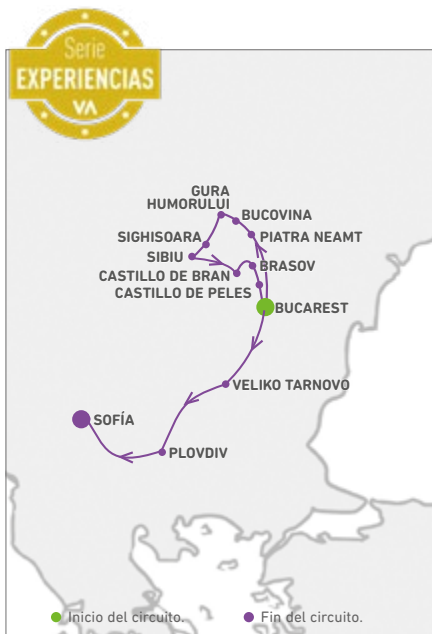 Serie
EXPERIENCIAS
VA
GURA
HUMORULUI
BUCOVINA
SIGHISOARA
PIATRA NEAMT
SIBIU
BRASOV
CASTILLO DE BRAN
CASTILLO DE PELES
BUCAREST
VELIKO TARNOVO
SOFÍA
PLOVDIV
Inicio del circuito.
Fin del circuito.